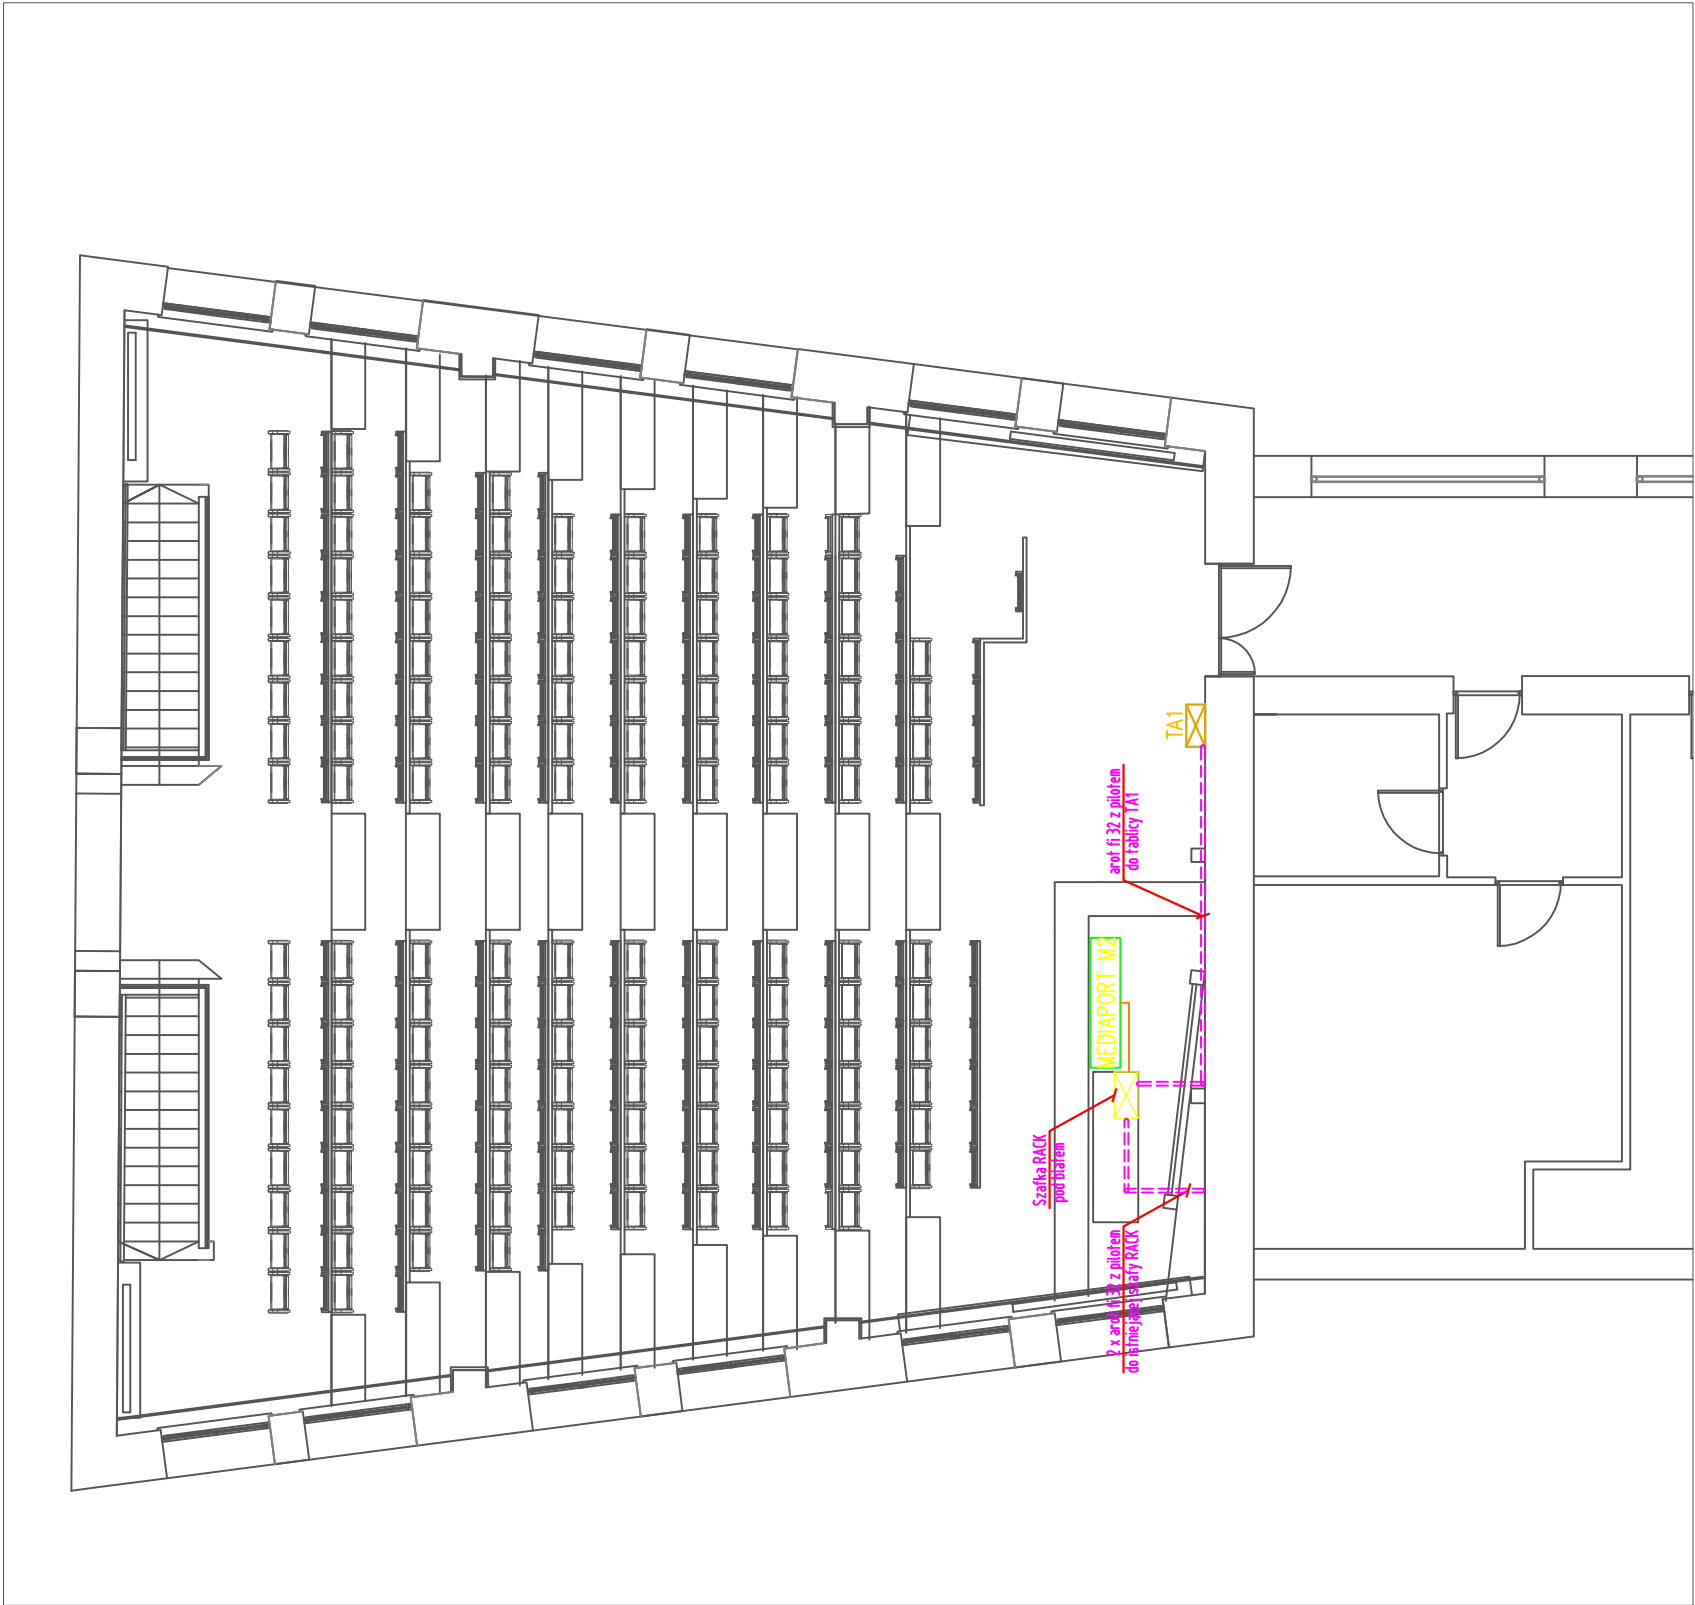 TA1
arot fi 32 z pilotem
do tablicy TA1
MEDIAPORT M2
Szafka RACK
pod blatem
2 x arot fi 32 z pilotem
do istniejącej szafy RACK